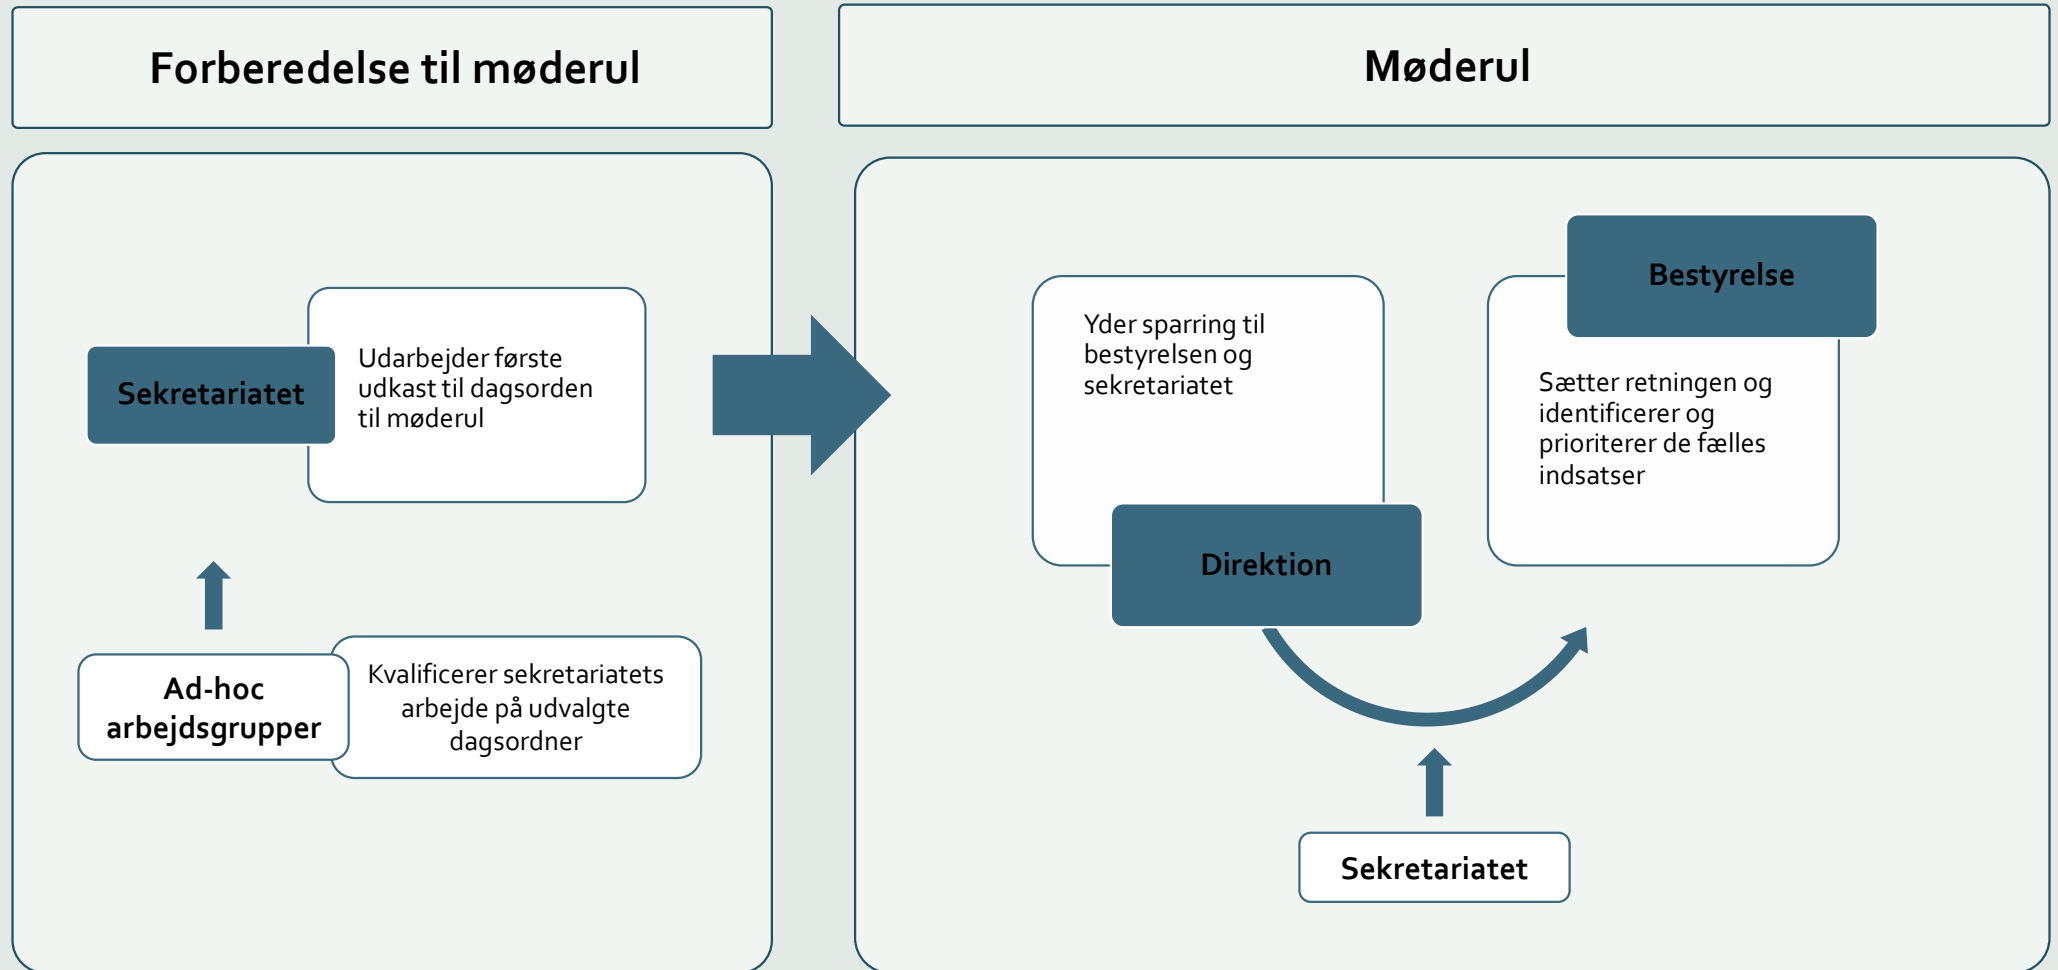 Forberedelse til møderul
Sekretariatet
Udarbejder første
udkast til dagsorden
til møderul
Ad-hoc
arbejdsgrupper
Kvalificerer sekretariatets
arbejde på udvalgte
dagsordner
Møderul
Yder sparring til
bestyrelsen og
sekretariatet
Direktion
Bestyrelse
Sætter retningen og
identificerer og
prioriterer de fælles
indsatser
Sekretariatet